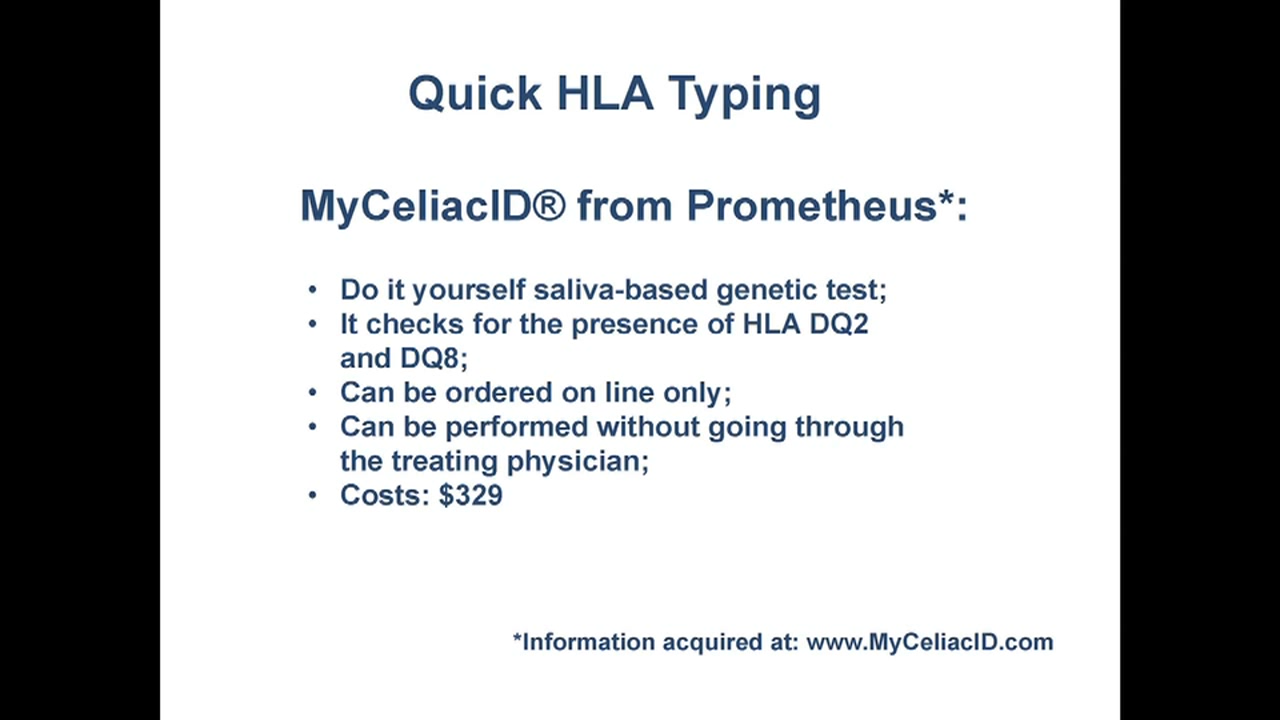 Quick HLA Typing
MyCeliacID® from Prometheus*:
• Do it yourself saliva-based genetic test;
• It checks for the presence of HLA DQ2
and DQ8;
• Can be ordered on line only;
• Can be performed without going through
the treating physician;
• Costs: $329
*Information acquired at: www.MyCeliacID.com